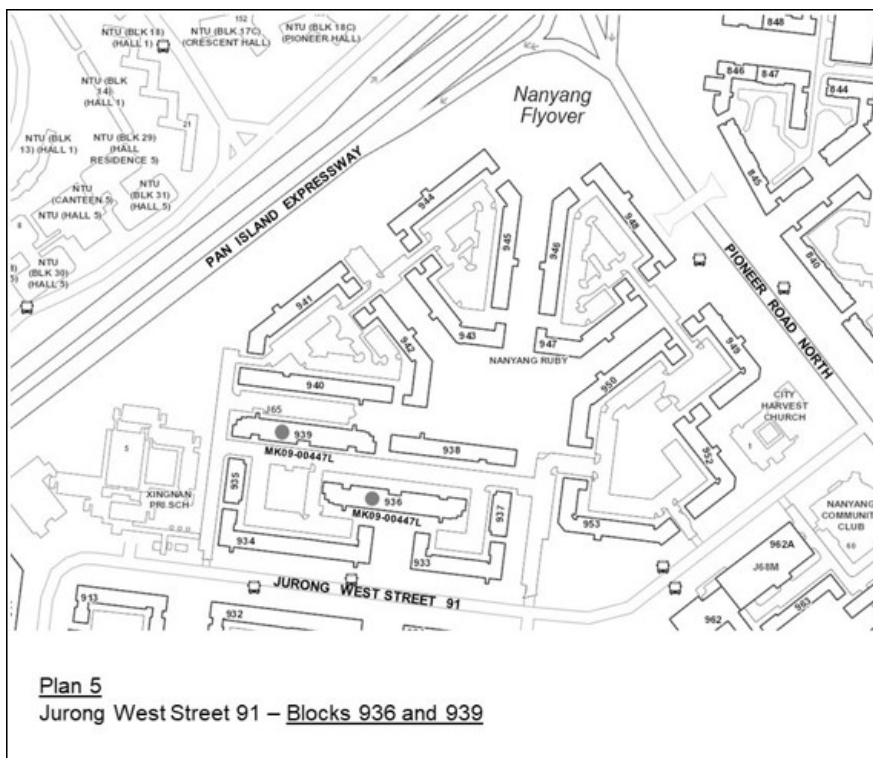 152
848
NTU (BLK 18)
(HALL 1)
NTU (BLK 17C)
(CRESCENT HALL)
NTU (BLK 18C)
(PIONEER HALL)
846
847
844
NTU (BLK
14)
(HALL 1)
Nanyang
Flyover
21
NTU (BLK
13) (HALL 1)
NTU (BLK 29)
(HALL
RESIDENCE 5)
845
NTU
(CANTEEN 5)
NTU
(BLK 31)
(HALL 5)
NTU (HALL 5)
8
PAN ISLAND EXPRESSWAY
944
945
946
948
840
NTU
(BLK 30)
(HALL 5)
5)
PIONEER ROAD NORTH
941
942
943
947
949
NANYANG RUBY
940
950
J65
939
MK09-00447L
938
CITY
HARVEST
CHURCH
1
5
952
935
XINGNAN
PRI.SCH
936
MK09-00447L
937
953
NANYANG
COMMUNITY
CLUB
60
934
933
962A
J68M
JURONG WEST STREET 91
913
932
962
963
Plan 5
Jurong West Street 91 – Blocks 936 and 939